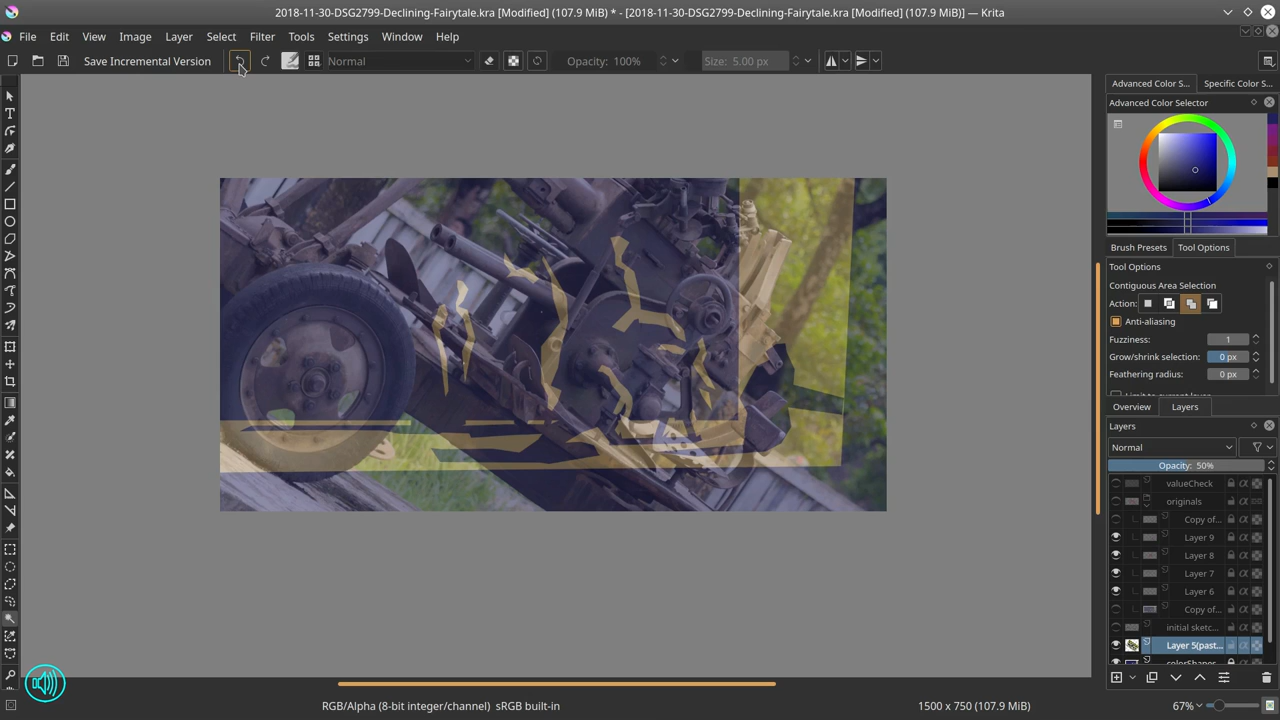 2018-11-30-DSG2799-Declining-Fairytale.kra [Modified] (107.9 MiB) * - [2018-11-30-DSG2799-Declining-Fairytale.kra [Modified] (107.9 MiB)] — Krita
File Edit View Image Layer Select Filter Tools Settings Window Help
Save Incremental Version Normal Opacity: 100% Size: 5.00 px
Advanced Color S... Specific Color S...
Advanced Color Selector
Brush Presets Tool Options
Tool Options
Contiguous Area Selection
Action:
Anti-aliasing
Fuzziness: 1
Grow/shrink selection: 0 px
Feathering radius: 0 px
Limit to current layer
Overview Layers
Layers
Normal
Opacity: 50%
valueCheck
originals
Copy of...
Layer 9
Layer 8
Layer 7
Layer 6
Copy of...
initial sketc...
Layer 5(past...
colorShapes
RGB/Alpha (8-bit integer/channel) sRGB built-in 1500 x 750 (107.9 MiB) 67%